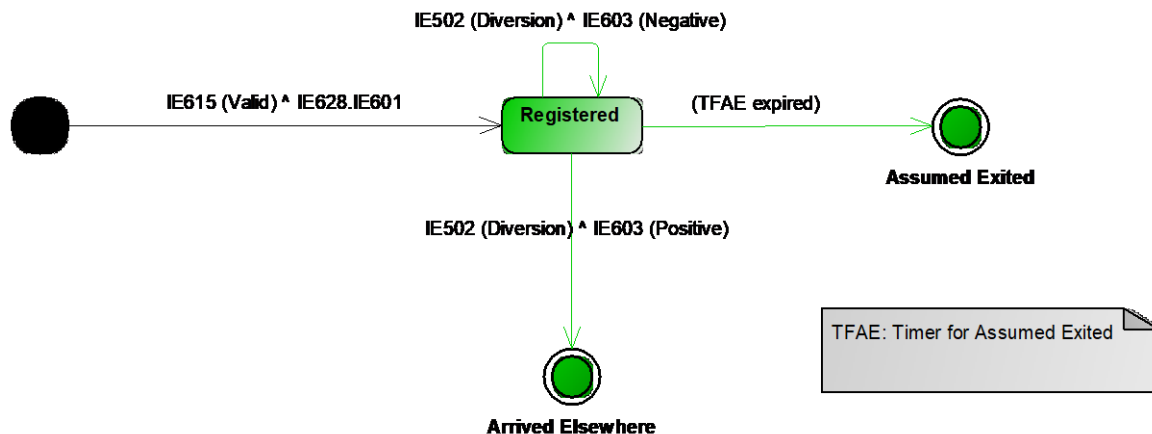 IE502 (Diversion) ^ IE603 (Negative)
IE615 (Valid) ^ IE628.IE601
Registered
(TFAE expired)
Assumed Exited
IE502 (Diversion) ^ IE603 (Positive)
TFAE: Timer for Assumed Exited
Arrived Elsewhere